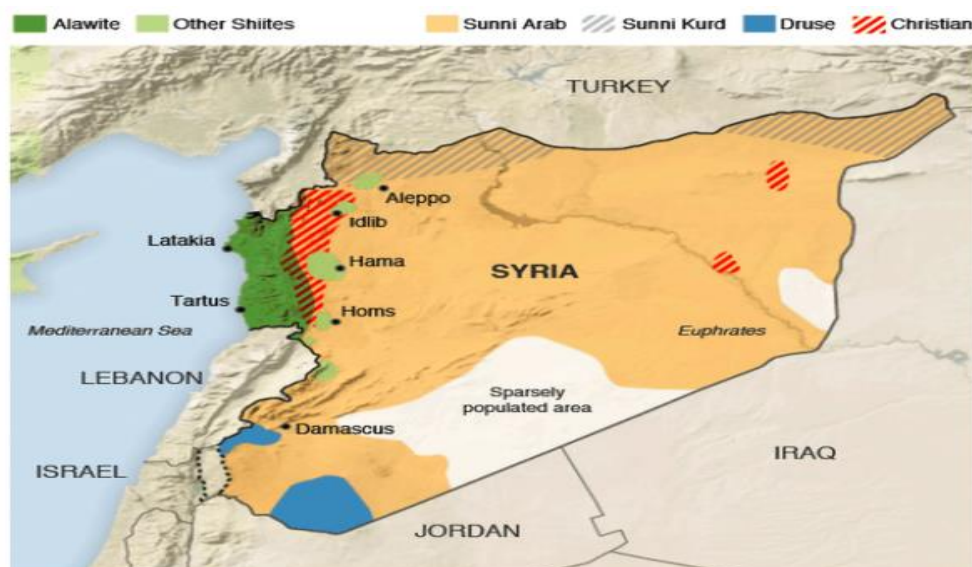 Alawite Other Shiites Sunni Arab Sunni Kurd Druse Christian
TURKEY
Aleppo
Idlib
Latakia
Hama
SYRIA
Tartus
Homs
Mediterranean Sea
Euphrates
LEBANON
Sparsely
populated area
Damascus
ISRAEL
IRAQ
JORDAN